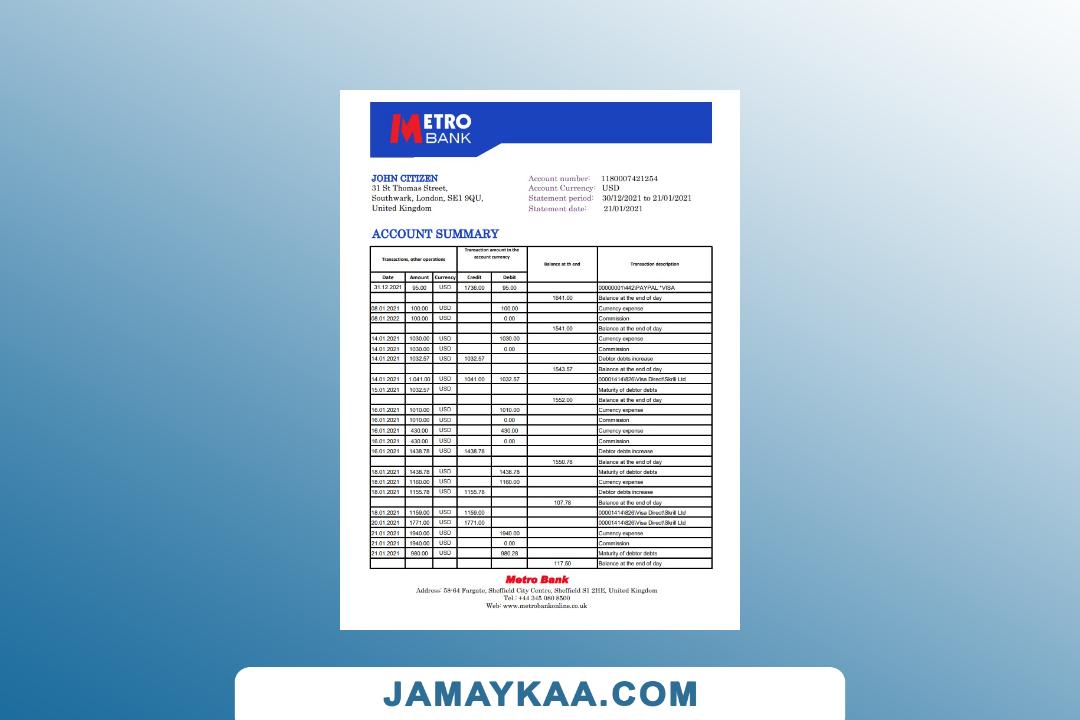 METRO
BANK
JOHN CITIZEN
31 St Thomas Street,
Southwark, London, SE1 9QU,
United Kingdom
Account number: 1180007421254
Account Currency: USD
Statement period: 30/12/2021 to 21/01/2021
Statement date: 21/01/2021
ACCOUNT SUMMARY
Transactions, other operations
Transaction amount in the
account currency
Balance at th end
Transaction description
Date Amount Currency Credit Debit
31.12.2021 95.00 USD 1736.00 95.00 00000001\442\PAYPAL *VISA
1641.00 Balance at the end of day
08.01.2021 100.00 USD 100.00 Currency expense
08.01.2022 100.00 USD 0.00 Commission
1541.00 Balance at the end of day
14.01.2021 1030.00 USD 1030.00 Currency expense
14.01.2021 1030.00 USD 0.00 Commission
14.01.2021 1032.57 USD 1032.57 Debtor debts increase
1543.57 Balance at the end of day
14.01.2021 1 041.00 USD 1041.00 1032.57 00001414\826\Visa Direct\Skrill Ltd
15.01.2021 1032.57 USD Maturity of debtor debts
1552.00 Balance at the end of day
16.01.2021 1010.00 USD 1010.00 Currency expense
16.01.2021 1010.00 USD 0.00 Commission
16.01.2021 430.00 USD 430.00 Currency expense
16.01.2021 430.00 USD 0.00 Commission
16.01.2021 1438.78 USD 1438.78 Debtor debts increase
1550.78 Balance at the end of day
18.01.2021 1438.78 USD 1438.78 Maturity of debtor debts
18.01.2021 1160.00 USD 1160.00 Currency expense
18.01.2021 1155.78 USD 1155.78 Debtor debts increase
107.78 Balance at the end of day
18.01.2021 1159.00 USD 1159.00 00001414\826\Visa Direct\Skrill Ltd
20.01.2021 1771.00 USD 1771.00 00001414\826\Visa Direct\Skrill Ltd
21.01.2021 1940.00 USD 1940.00 Currency expense
21.01.2021 1940.00 USD 0.00 Commission
21.01.2021 980.00 USD 980.28 Maturity of debtor debts
117.50 Balance at the end of day
Metro Bank
Address: 58-64 Fargate, Sheffield City Centre, Sheffield S1 2HE, United Kingdom
Tel.: +44 345 080 8500
Web: www.metrobankonline.co.uk
JAMAYKAA.COM